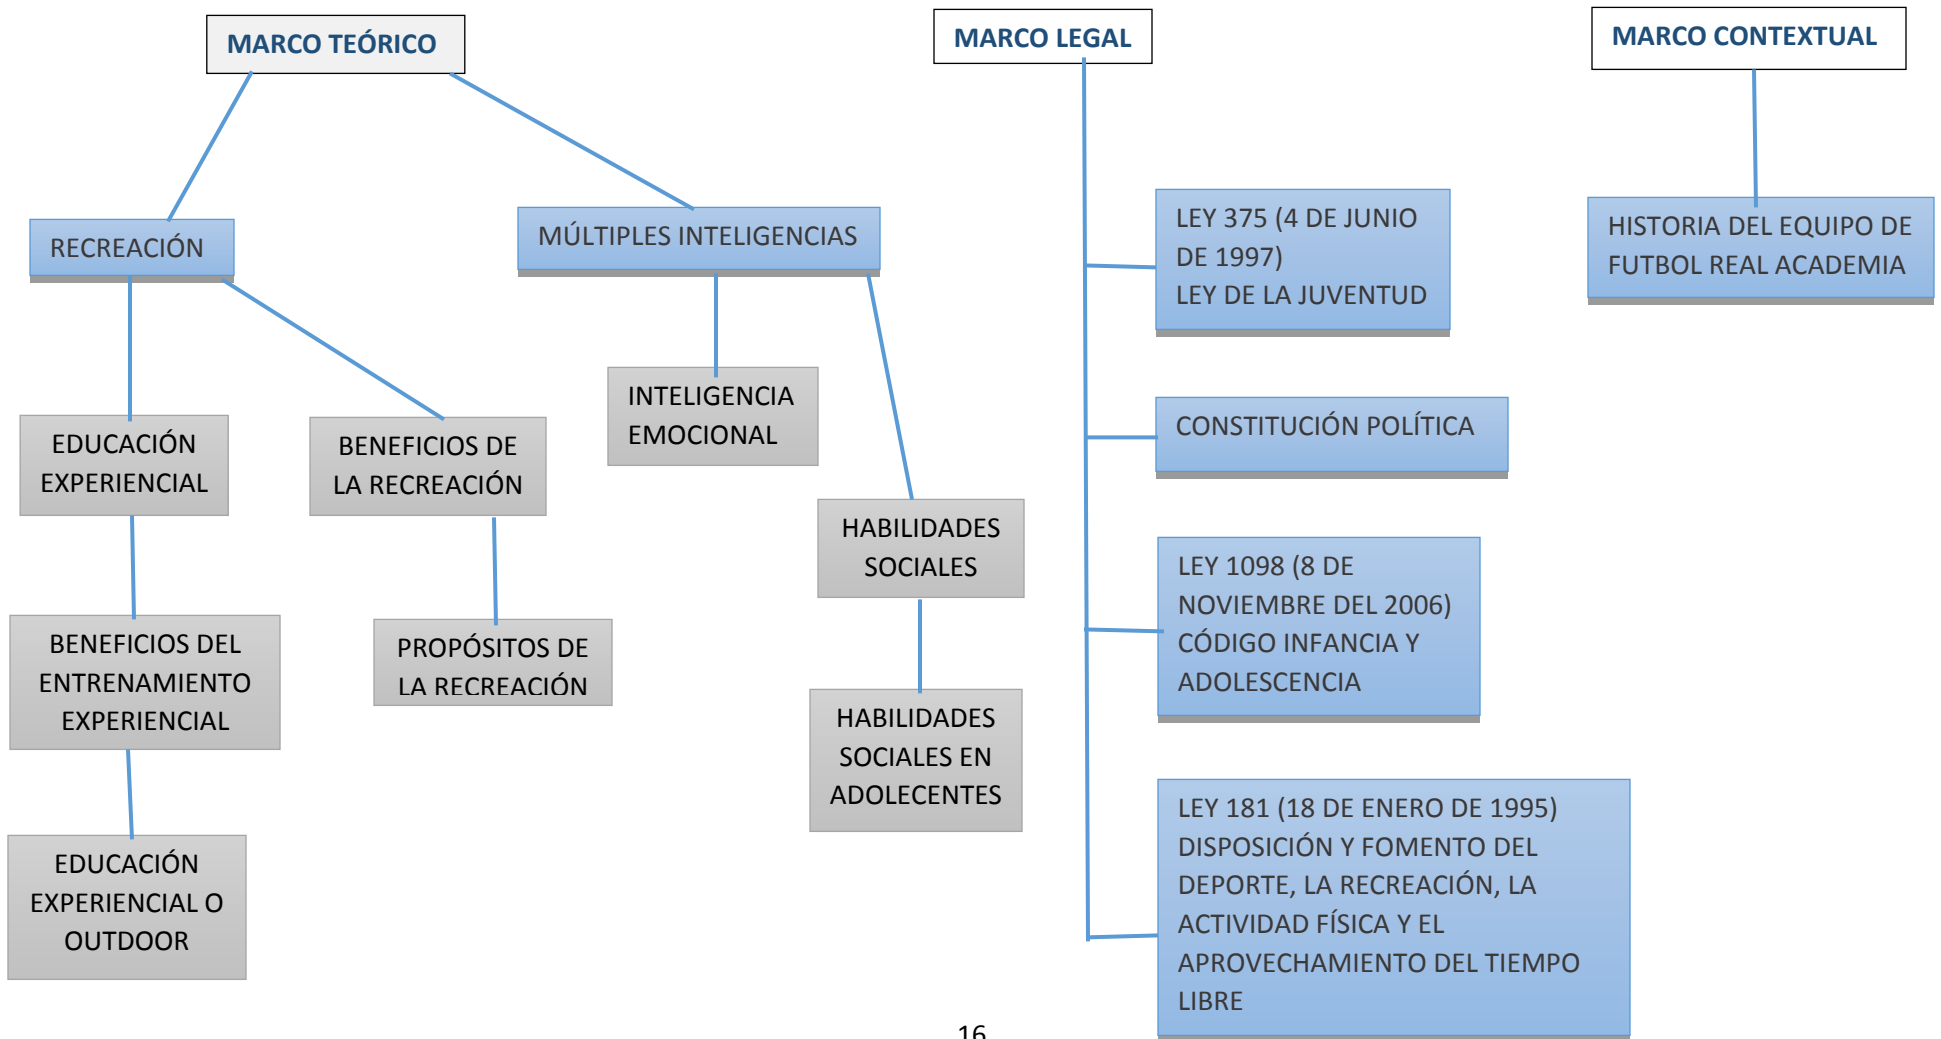 MARCO TEÓRICO
RECREACIÓN
MÚLTIPLES INTELIGENCIAS
EDUCACIÓN
EXPERIENCIAL
BENEFICIOS DE
LA RECREACIÓN
INTELIGENCIA
EMOCIONAL
HABILIDADES
SOCIALES
BENEFICIOS DEL
ENTRENAMIENTO
EXPERIENCIAL
PROPÓSITOS DE
LA RECREACIÓN
HABILIDADES
SOCIALES EN
ADOLECENTES
EDUCACIÓN
EXPERIENCIAL O
OUTDOOR
MARCO LEGAL
LEY 375 (4 DE JUNIO
DE 1997)
LEY DE LA JUVENTUD
CONSTITUCIÓN POLÍTICA
LEY 1098 (8 DE
NOVIEMBRE DEL 2006)
CÓDIGO INFANCIA Y
ADOLESCENCIA
LEY 181 (18 DE ENERO DE 1995)
DISPOSICIÓN Y FOMENTO DEL
DEPORTE, LA RECREACIÓN, LA
ACTIVIDAD FÍSICA Y EL
APROVECHAMIENTO DEL TIEMPO
LIBRE
MARCO CONTEXTUAL
HISTORIA DEL EQUIPO DE
FUTBOL REAL ACADEMIA
16